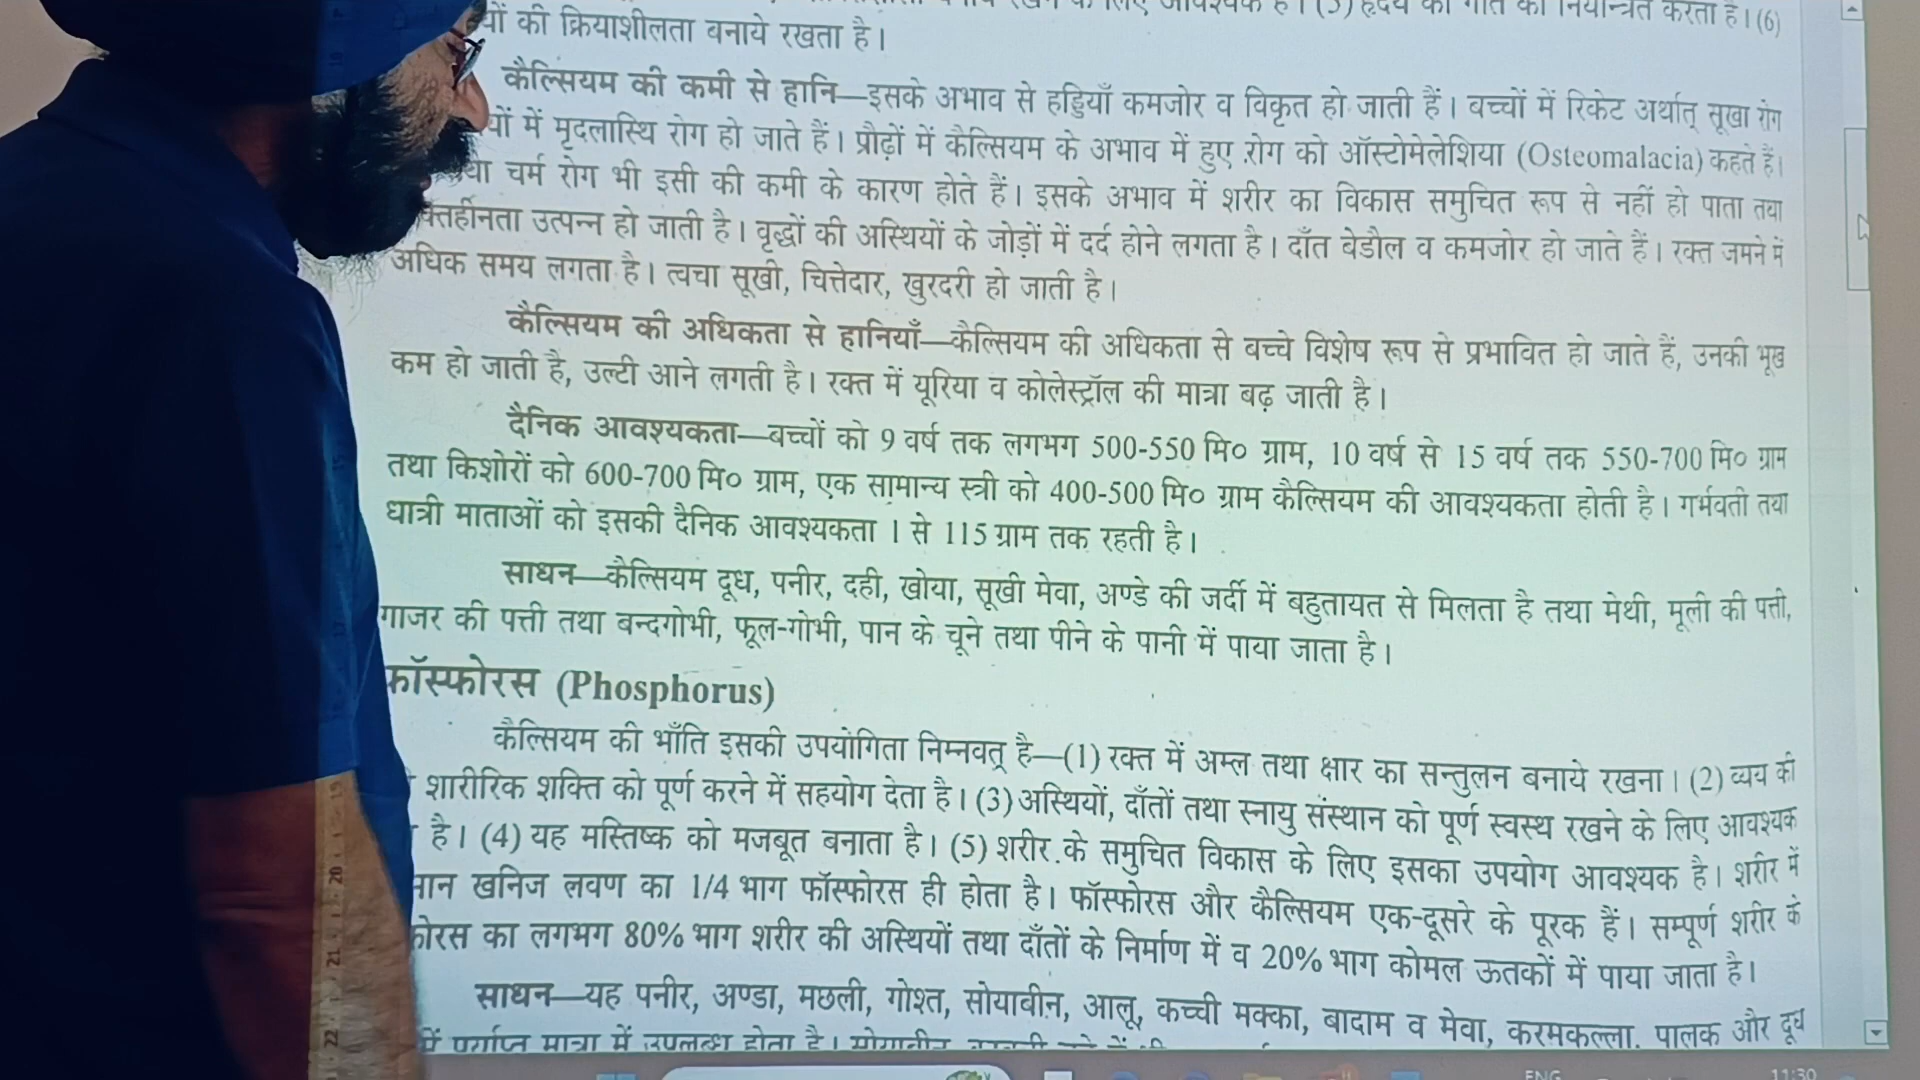 की क्रियाशीलता बनाये रखता है।
कैल्सियम की कमी से हानि—इसके अभाव से हड्डियाँ कमजोर व विकृत हो जाती हैं। बच्चों में रिकेट अर्थात् सूखा रोग
में मृदलास्थि रोग हो जाते हैं। प्रौढ़ों में कैल्सियम के अभाव में हुए रोग को ऑस्टोमेलेशिया (Osteomalacia) कहते हैं।
चर्म रोग भी इसी की कमी के कारण होते हैं। इसके अभाव में शरीर का विकास समुचित रूप से नहीं हो पाता तथा
उत्पन्न हो जाती है। वृद्धों की अस्थियों के जोड़ों में दर्द होने लगता है। दाँत बेडौल व कमजोर हो जाते हैं। रक्त जमने में
अधिक समय लगता है। त्वचा सूखी, चित्तेदार, खुरदरी हो जाती है।
कैल्सियम की अधिकता से हानियाँ—कैल्सियम की अधिकता से बच्चे विशेष रूप से प्रभावित हो जाते हैं, उनकी भूख
कम हो जाती है, उल्टी आने लगती है। रक्त में यूरिया व कोलेस्ट्रॉल की मात्रा बढ़ जाती है।
दैनिक आवश्यकता—बच्चों को 9 वर्ष तक लगभग 500-550 मि० ग्राम, 10 वर्ष से 15 वर्ष तक 550-700 मि० ग्राम
तथा किशोरों को 600-700 मि० ग्राम, एक सामान्य स्त्री को 400-500 मि० ग्राम कैल्सियम की आवश्यकता होती है। गर्भवती तथा
धात्री माताओं को इसकी दैनिक आवश्यकता । से 115 ग्राम तक रहती है।
साधन—कैल्सियम दूध, पनीर, दही, खोया, सूखी मेवा, अण्डे की जर्दी में बहुतायत से मिलता है तथा मेथी, मूली की पत्ती,
गाजर की पत्ती तथा बन्दगोभी, फूल-गोभी, पान के चूने तथा पीने के पानी में पाया जाता है।
फॉस्फोरस (Phosphorus)
कैल्सियम की भाँति इसकी उपयोगिता निम्नवत् है—(1) रक्त में अम्ल तथा क्षार का सन्तुलन बनाये रखना। (2) व्यय की
शारीरिक शक्ति को पूर्ण करने में सहयोग देता है। (3) अस्थियों, दाँतों तथा स्नायु संस्थान को पूर्ण स्वस्थ रखने के लिए आवश्यक
है। (4) यह मस्तिष्क को मजबूत बनाता है। (5) शरीर के समुचित विकास के लिए इसका उपयोग आवश्यक है। शरीर में
खनिज लवण का 1/4 भाग फॉस्फोरस ही होता है। फॉस्फोरस और कैल्सियम एक-दूसरे के पूरक हैं। सम्पूर्ण शरीर के
का लगभग 80% भाग शरीर की अस्थियों तथा दाँतों के निर्माण में व 20% भाग कोमल ऊतकों में पाया जाता है।
साधन—यह पनीर, अण्डा, मछली, गोश्त, सोयाबीन, आलू, कच्ची मक्का, बादाम व मेवा, करमकल्ला, पालक और दूध
में पर्याप्त मात्रा में उपलब्ध होता है।
ENG 11:30